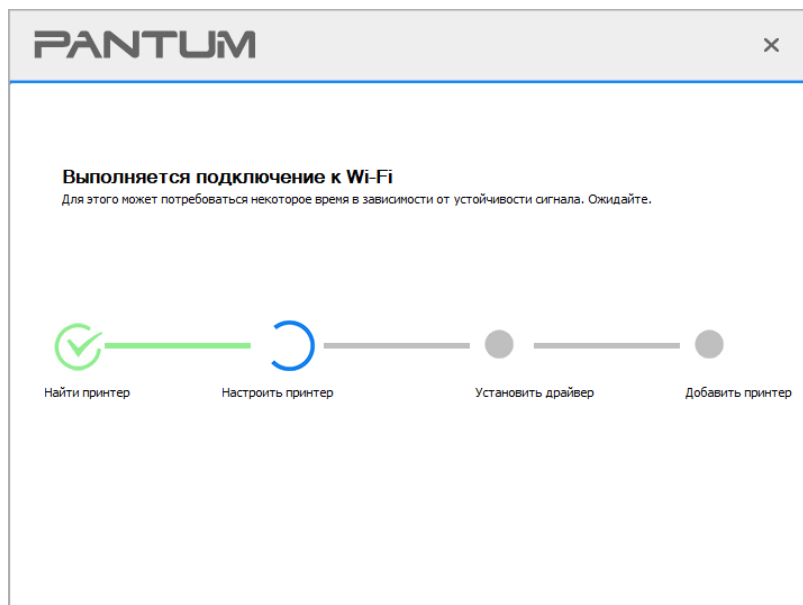 PANTUM
Выполняется подключение к Wi-Fi
Для этого может потребоваться некоторое время в зависимости от устойчивости сигнала. Ожидайте.
Найти принтер
Настроить принтер
Установить драйвер
Добавить принтер